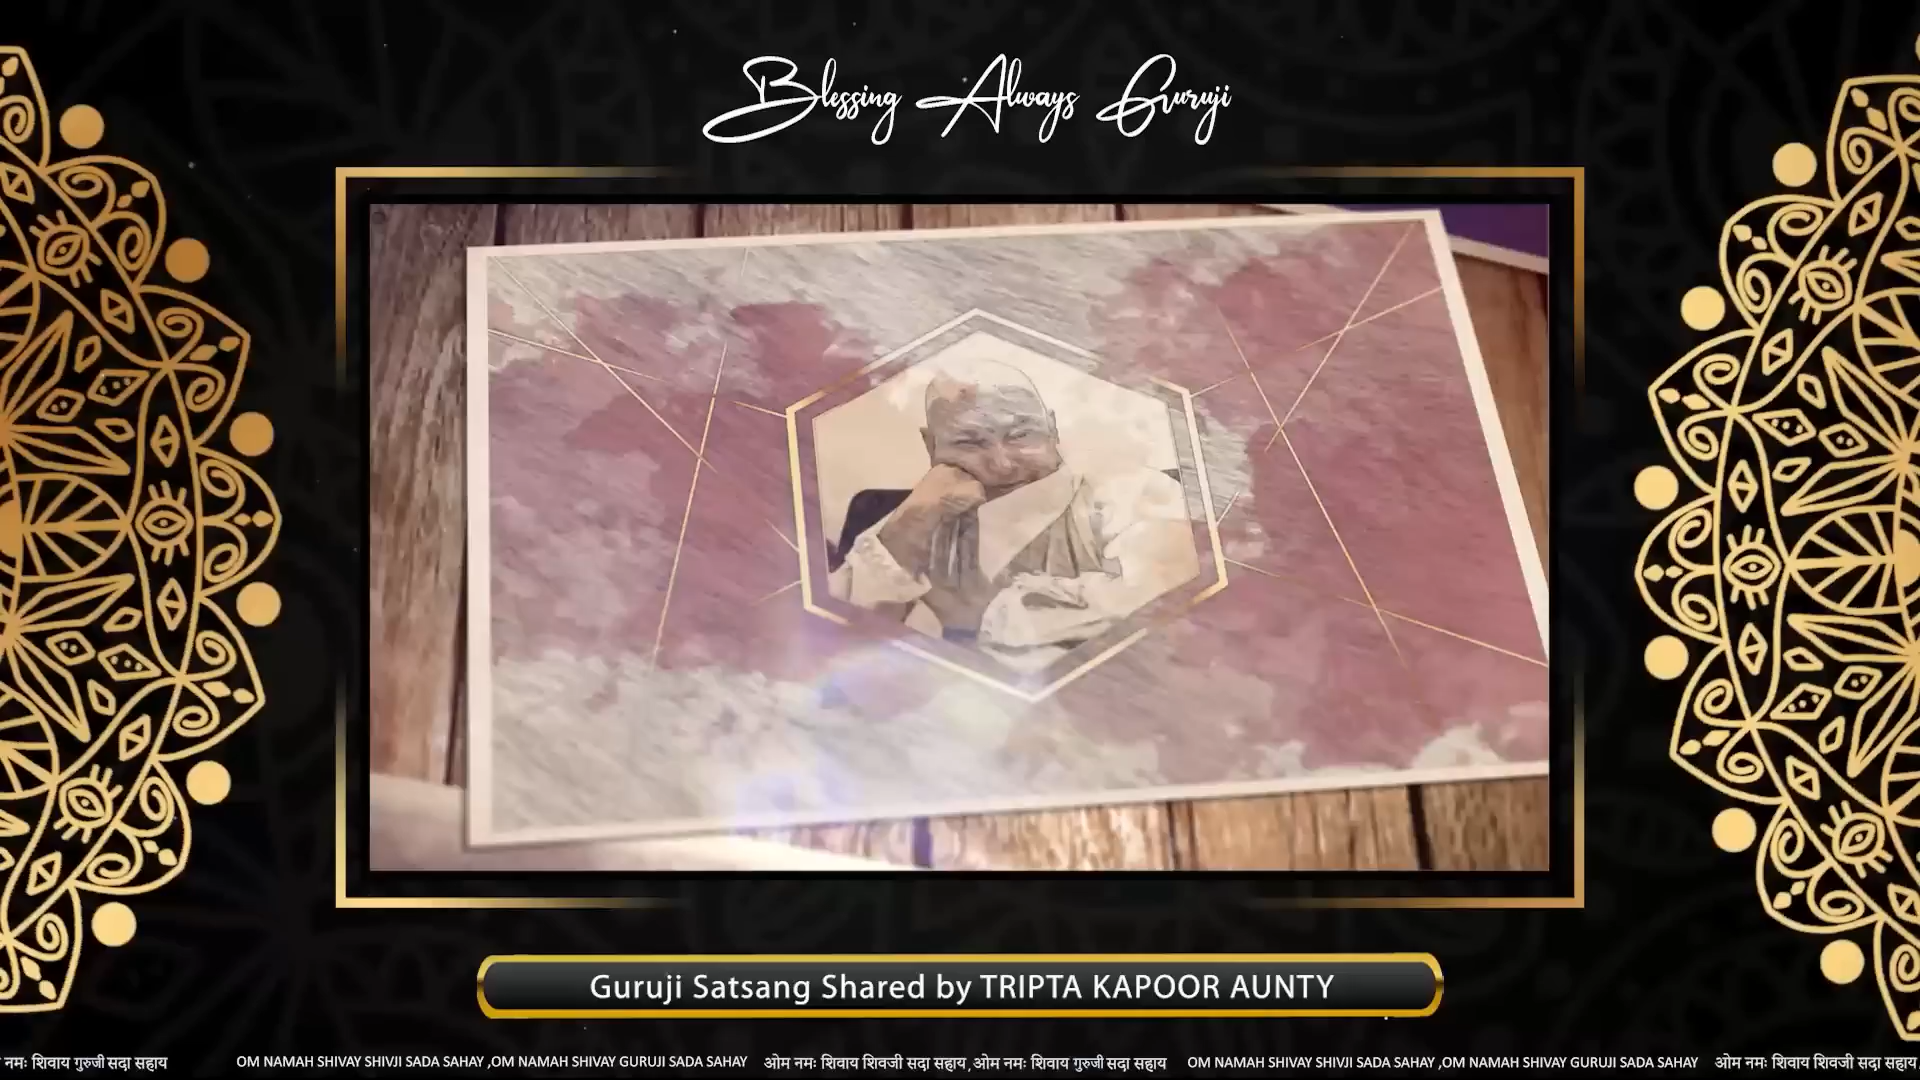 Blessing Always Guruji
Guruji Satsang Shared by TRIPTA KAPOOR AUNTY
नमः शिवाय गुरुजी सदा सहाय OM NAMAH SHIVAY SHIVJI SADA SAHAY ,OM NAMAH SHIVAY GURUJI SADA SAHAY ओम नमः शिवाय शिवजी सदा सहाय ,ओम नमः शिवाय गुरुजी सदा सहाय OM NAMAH SHIVAY SHIVJI SADA SAHAY ,OM NAMAH SHIVAY GURUJI SADA SAHAY ओम नमः शिवाय शिवजी सदा सहाय